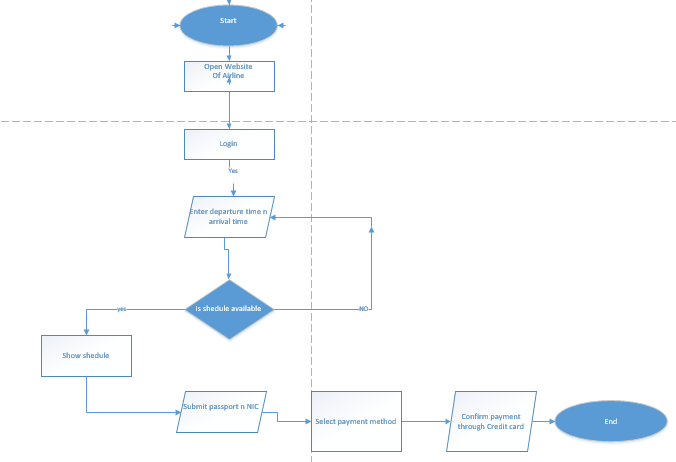 Start
Open Website
Of Airline
Login
Yes
Enter departure time n
arrival time
Is shedule available
yes
NO
Show shedule
Submit passport n NIC
Select payment method
Confirm payment
through Credit card
End